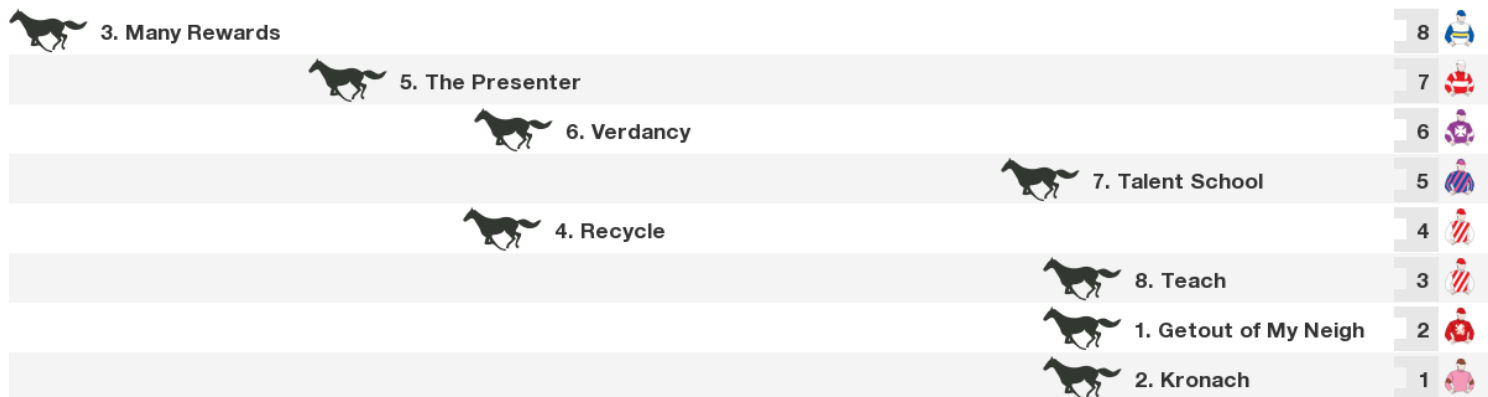 3. Many Rewards 8
5. The Presenter 7
6. Verdancy 6
7. Talent School 5
4. Recycle 4
8. Teach 3
1. Getout of My Neigh 2
2. Kronach 1